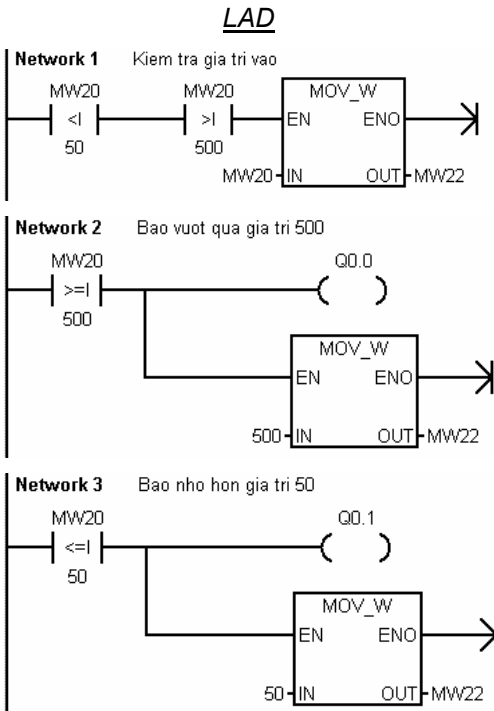 LAD
Network 1 Kiem tra gia tri vao
MW20 MW20 MOV_W
<I >I EN ENO
50 500
MW20 IN OUT MW22
Network 2 Bao vuot qua gia tri 500
MW20 Q0.0
>=I
500 MOV_W
EN ENO
500 IN OUT MW22
Network 3 Bao nho hon gia tri 50
MW20 Q0.1
<=I
50 MOV_W
EN ENO
50 IN OUT MW22